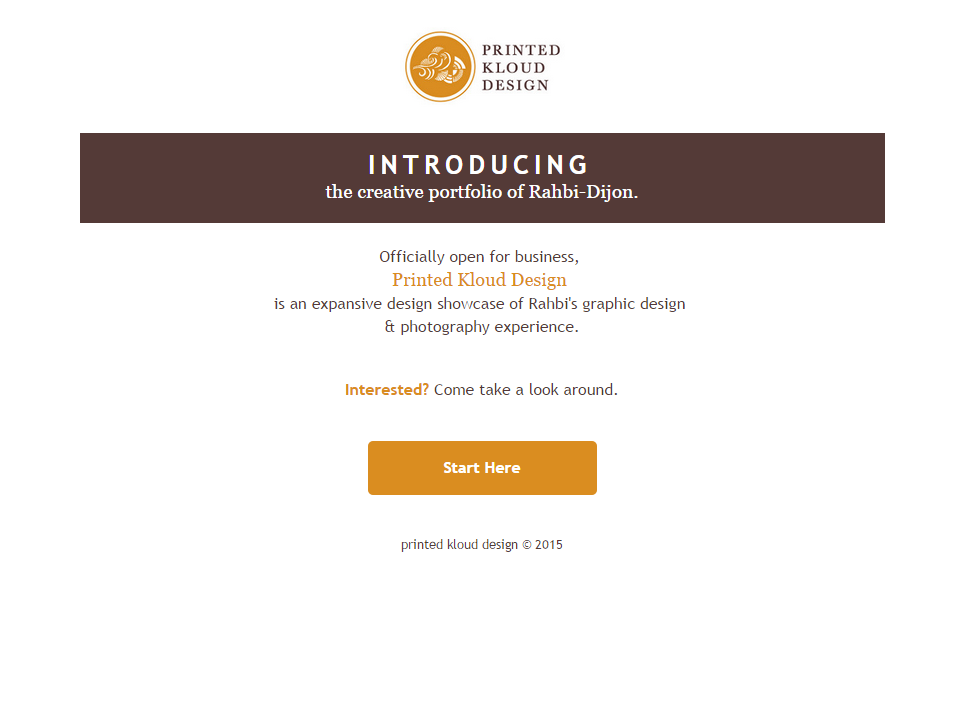 PRINTED
KLOUD
DESIGN
INTRODUCING
the creative portfolio of Rahbi-Dijon.
Officially open for business,
Printed Kloud Design
is an expansive design showcase of Rahbi's graphic design
& photography experience.
Interested? Come take a look around.
Start Here
printed kloud design © 2015